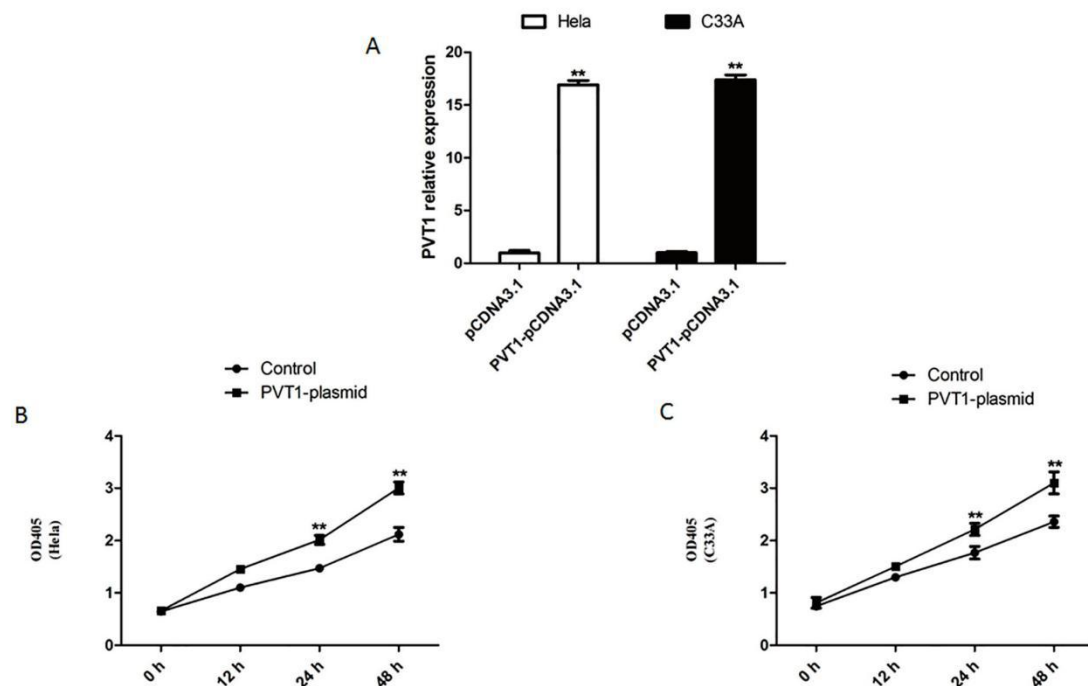 Hela
C33A
A
PVT1 relative expression
20
15
10
5
0
**
**
pCDNA3.1
PVT1-pCDNA3.1
pCDNA3.1
PVT1-pCDNA3.1
B
Control
PVT1-plasmid
OD405
(Hela)
4
3
2
1
0
**
**
0 h
12 h
24 h
48 h
C
Control
PVT1-plasmid
OD405
(C33A)
4
3
2
1
0
**
**
0 h
12 h
24 h
48 h